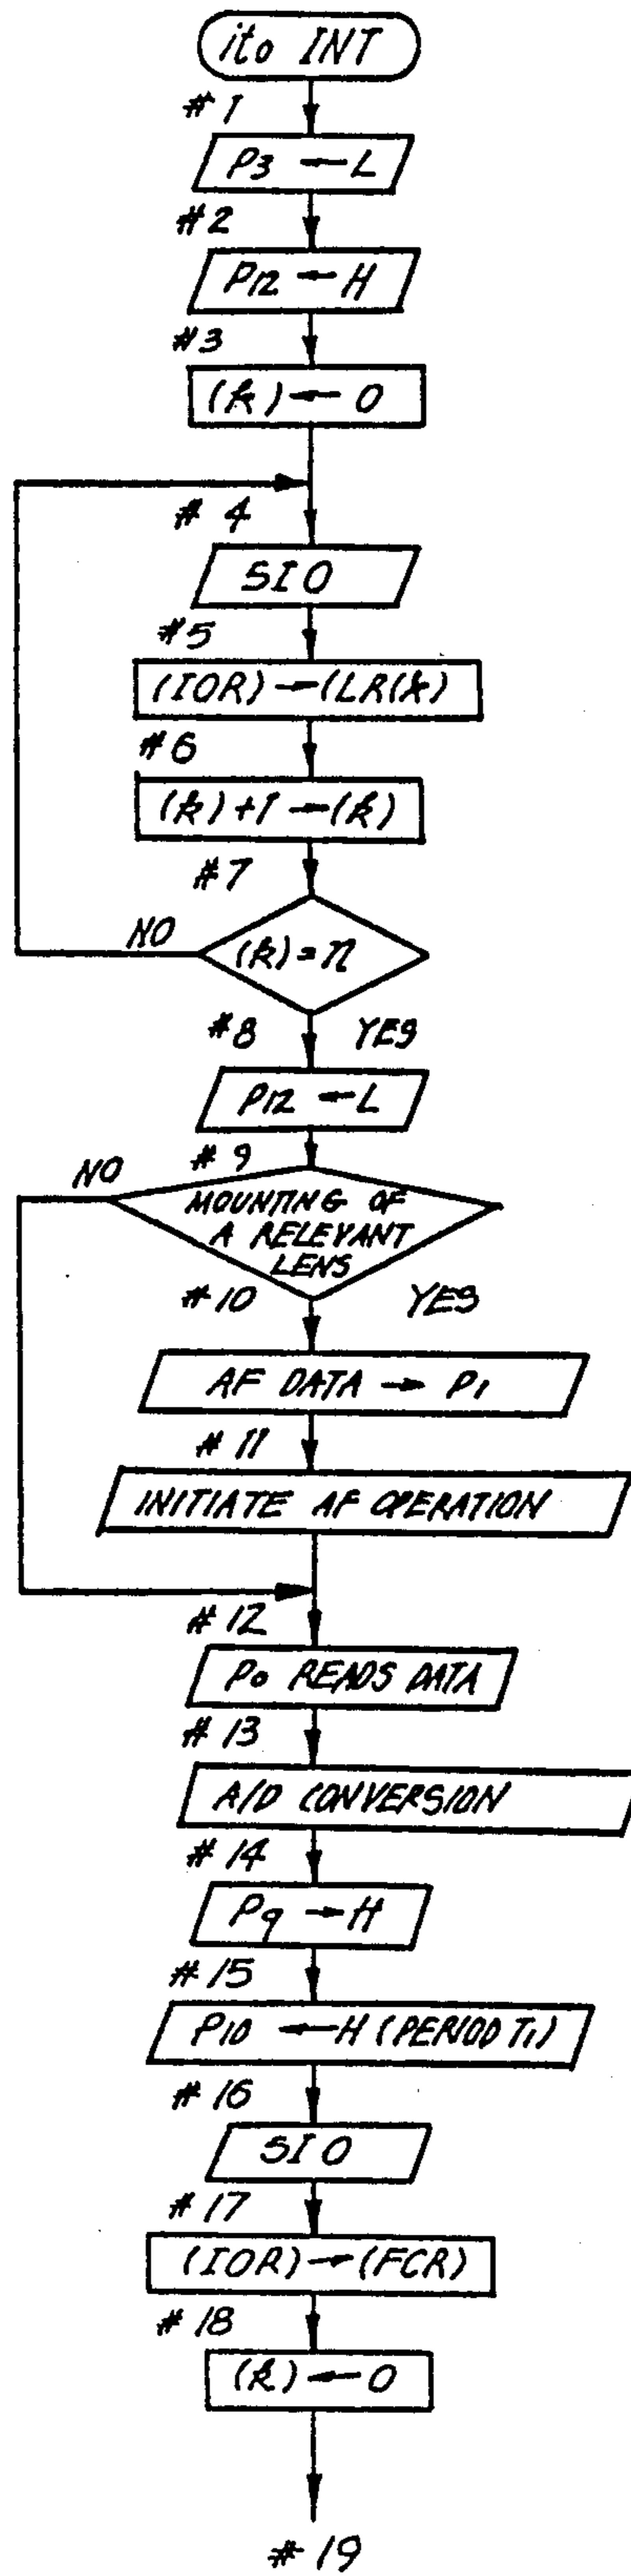 ito INT
#1
P3 ← L
#2
P12 ← H
#3
(k) ← 0
#4
SIO
#5
(IOR) → (LR(k)
#6
(k)+1 → (k)
#7
NO
(k)=n
#8 YES
P12 ← L
#9
NO
MOUNTING OF
A RELEVANT
LENS
#10 YES
AF DATA → P1
#11
INITIATE AF OPERATION
#12
P0 READS DATA
#13
A/D CONVERSION
#14
P9 → H
#15
P10 ← H (PERIOD T1)
#16
SIO
#17
(IOR) → (FCR)
#18
(k) ← 0
#19